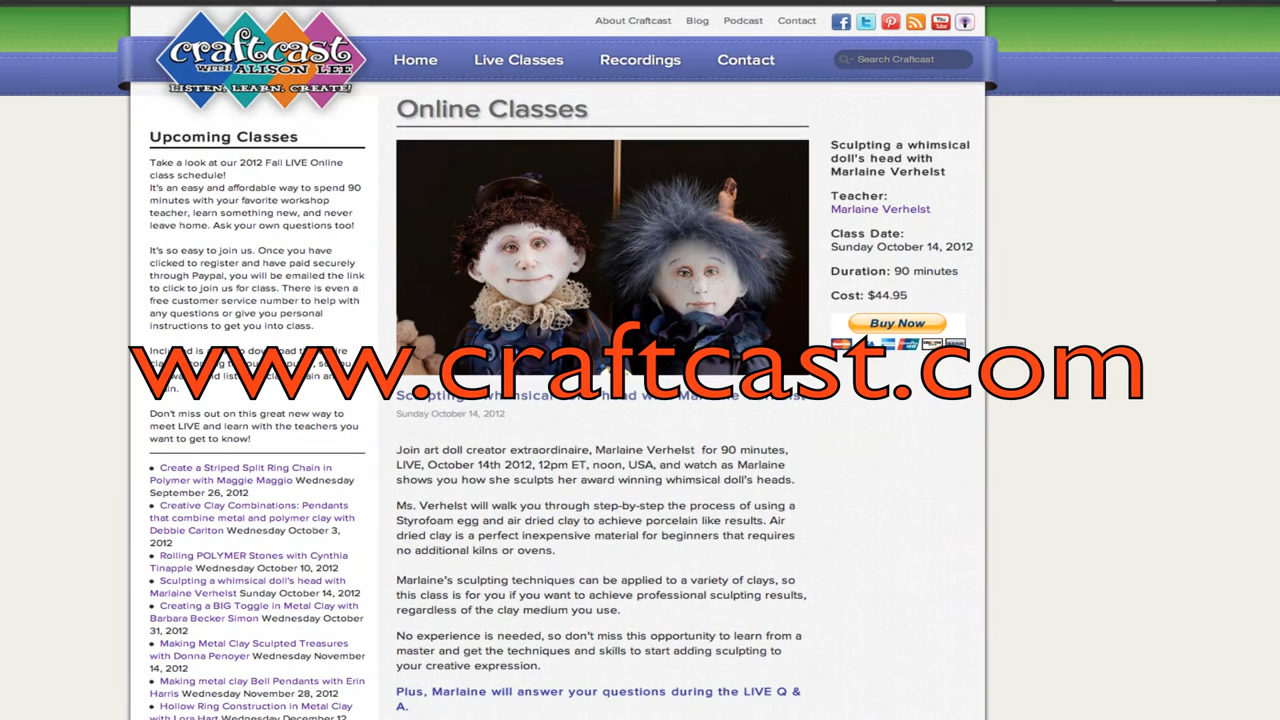 About Craftcast Blog Podcast Contact
craftcast
WITH ALISON LEE
LISTEN. LEARN. CREATE!
Home Live Classes Recordings Contact
Search Craftcast
Upcoming Classes
Take a look at our 2012 Fall LIVE Online
class schedule!
It's an easy and affordable way to spend 90
minutes with your favorite workshop
teacher, learn something new, and never
leave home. Ask your own questions too!
It's so easy to join us. Once you have
clicked to register and have paid securely
through Paypal, you will be emailed the link
to click to join us for class. There is even a
free customer service number to help with
any questions or give you personal
instructions to get you into class.
Don't miss out on this great new way to
meet LIVE and learn with the teachers you
want to get to know!
Create a Striped Split Ring Chain in
Polymer with Maggie Maggio Wednesday
September 26, 2012
Creative Clay Combinations: Pendants
that combine metal and polymer clay with
Debbie Carlton Wednesday October 3,
2012
Rolling POLYMER Stones with Cynthia
Tinapple Wednesday October 10, 2012
Sculpting a whimsical doll's head with
Marlaine Verhelst Sunday October 14, 2012
Creating a BIG Toggle in Metal Clay with
Barbara Becker Simon Wednesday October
31, 2012
Making Metal Clay Sculpted Treasures
with Donna Penoyer Wednesday November
14, 2012
Making metal clay Bell Pendants with Erin
Harris Wednesday November 28, 2012
Hollow Ring Construction in Metal Clay
with Lora Hart Wednesday December 12,
Online Classes
www.craftcast.com
Sculpting a whimsical doll's head with Marlaine Verhelst
Sunday October 14, 2012
Join art doll creator extraordinaire, Marlaine Verhelst for 90 minutes,
LIVE, October 14th 2012, 12pm ET, noon, USA, and watch as Marlaine
shows you how she sculpts her award winning whimsical doll's heads.
Ms. Verhelst will walk you through step-by-step the process of using a
Styrofoam egg and air dried clay to achieve porcelain like results. Air
dried clay is a perfect inexpensive material for beginners that requires
no additional kilns or ovens.
Marlaine's sculpting techniques can be applied to a variety of clays, so
this class is for you if you want to achieve professional sculpting results,
regardless of the clay medium you use.
No experience is needed, so don't miss this opportunity to learn from a
master and get the techniques and skills to start adding sculpting to
your creative expression.
Plus, Marlaine will answer your questions during the LIVE Q &
A.
Sculpting a whimsical
doll's head with
Marlaine Verhelst
Teacher:
Marlaine Verhelst
Class Date:
Sunday October 14, 2012
Duration: 90 minutes
Cost: $44.95
Buy Now